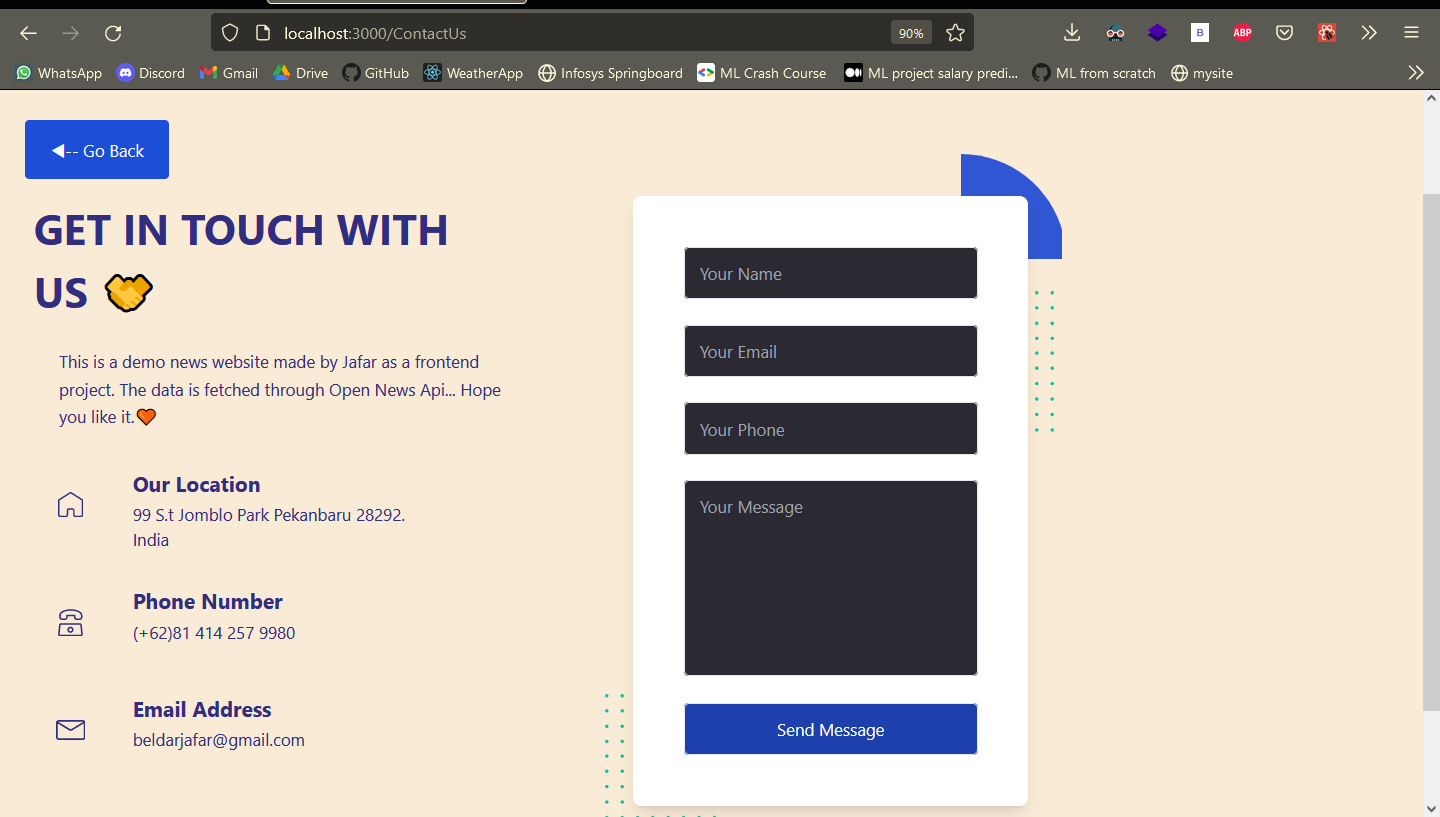 localhost:3000/ContactUs
90%
B
ABP
WhatsApp Discord Gmail Drive GitHub WeatherApp Infosys Springboard ML Crash Course ML project salary predi... ML from scratch mysite
◄-- Go Back
GET IN TOUCH WITH
US 🤝
This is a demo news website made by Jafar as a frontend
project. The data is fetched through Open News Api... Hope
you like it.🧡
Our Location
99 S.t Jomblo Park Pekanbaru 28292.
India
Phone Number
(+62)81 414 257 9980
Email Address
beldarjafar@gmail.com
Your Name
Your Email
Your Phone
Your Message
Send Message